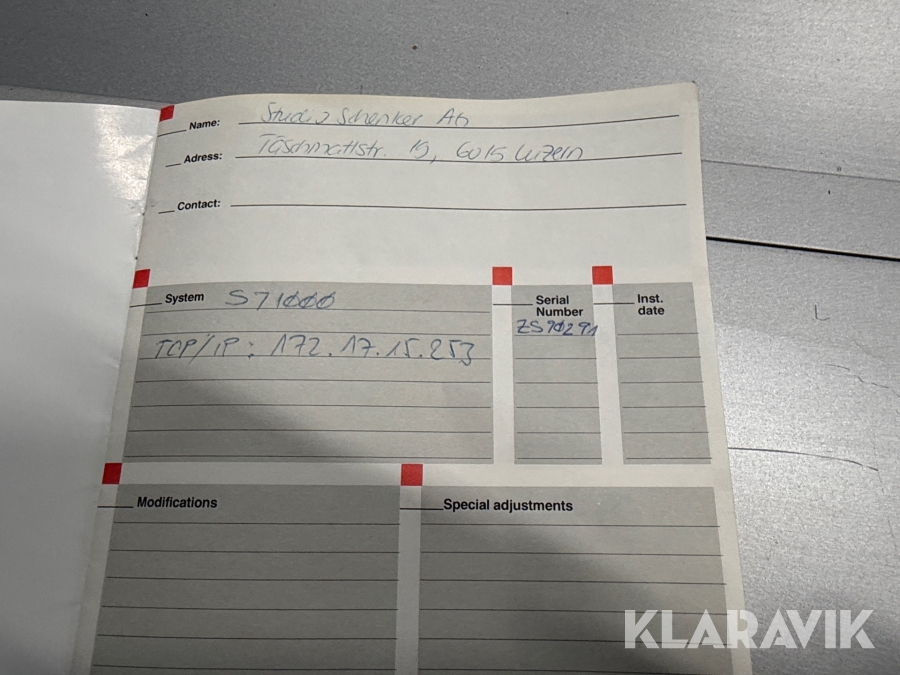 Name: Studio Schenker AG
Adress: Täschmattstr. 19, 6015 Luzern
Contact:
System S71000
Serial Number
Inst. date
ZS90291
TCP/IP: 172.17.15.253
Modifications
Special adjustments
KLARAVIK